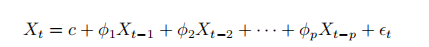 X_t = c + ϕ_1 X_{t−1} + ϕ_2 X_{t−2} + ⋯ + ϕ_p X_{t−p} + ϵ_t